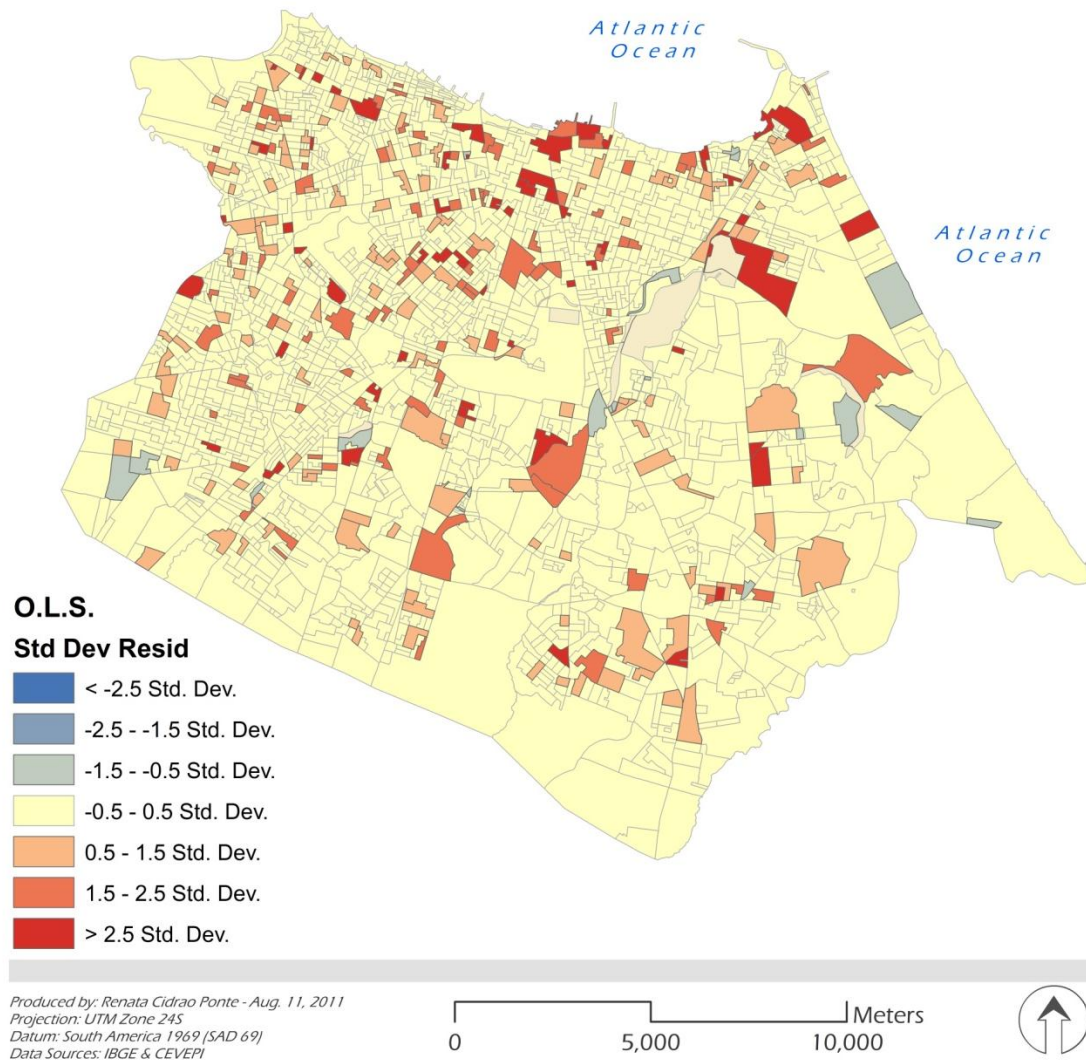 Atlantic
Ocean
Atlantic
Ocean
O.L.S.
Std Dev Resid
< -2.5 Std. Dev.
-2.5 - -1.5 Std. Dev.
-1.5 - -0.5 Std. Dev.
-0.5 - 0.5 Std. Dev.
0.5 - 1.5 Std. Dev.
1.5 - 2.5 Std. Dev.
> 2.5 Std. Dev.
Produced by: Renata Cidrao Ponte - Aug. 11, 2011
Projection: UTM Zone 24S
Datum: South America 1969 (SAD 69)
Data Sources: IBGE & CEVEPI
Meters
0 5,000 10,000